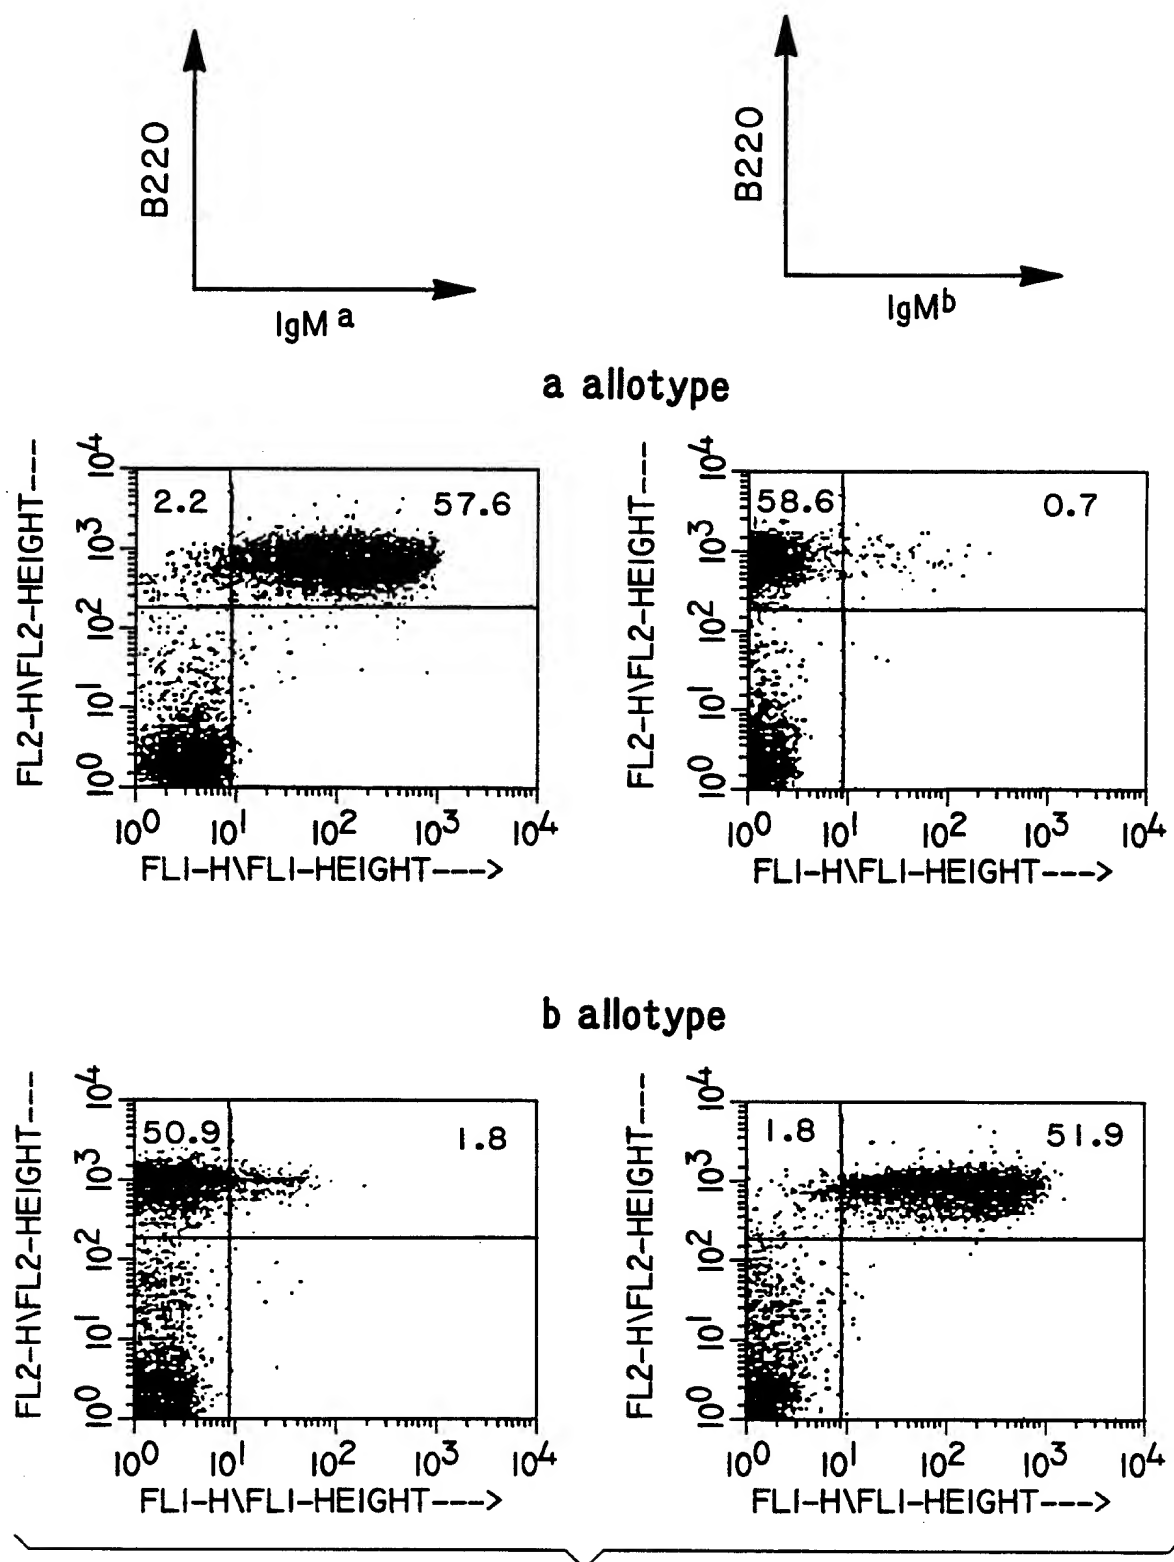 B220
IgM a
B220
IgM b
a allotype
FL2-H\FL2-HEIGHT---
10⁴
10³
10²
10¹
10⁰
2.2
57.6
10⁰ 10¹ 10² 10³ 10⁴
FL1-H\FL1-HEIGHT--->
FL2-H\FL2-HEIGHT---
10⁴
10³
10²
10¹
10⁰
58.6
0.7
10⁰ 10¹ 10² 10³ 10⁴
FL1-H\FL1-HEIGHT--->
b allotype
FL2-H\FL2-HEIGHT---
10⁴
10³
10²
10¹
10⁰
50.9
1.8
10⁰ 10¹ 10² 10³ 10⁴
FL1-H\FL1-HEIGHT--->
FL2-H\FL2-HEIGHT---
10⁴
10³
10²
10¹
10⁰
1.8
51.9
10⁰ 10¹ 10² 10³ 10⁴
FL1-H\FL1-HEIGHT--->